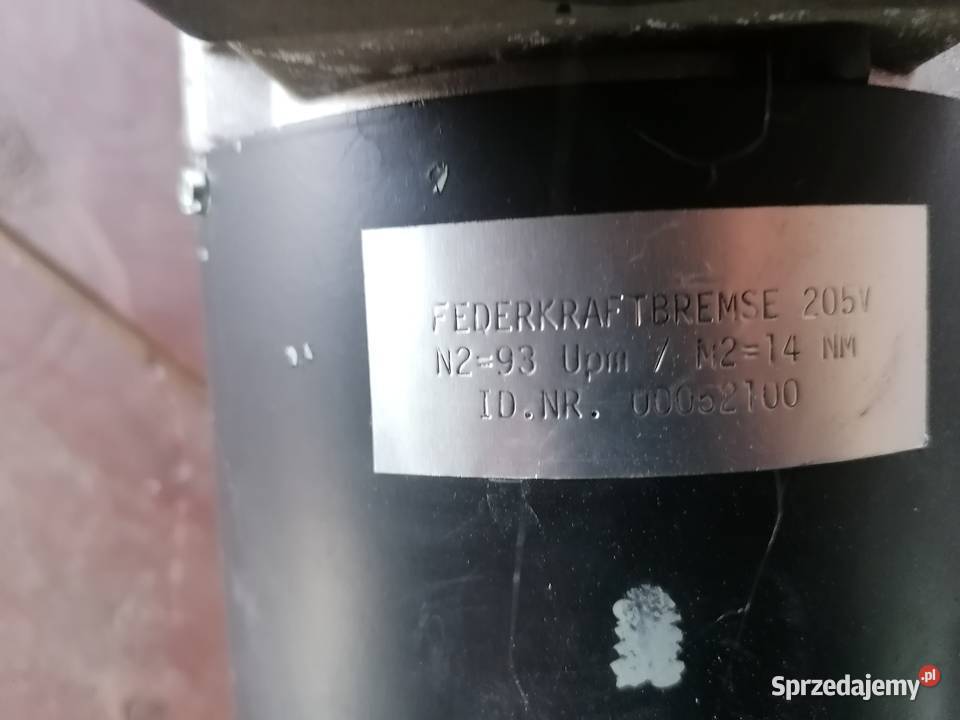 FEDERKRAFTBREMSE 205V
N2=93 Upm / M2=14 NM
ID.NR. 00052100
Sprzedajemy.pl